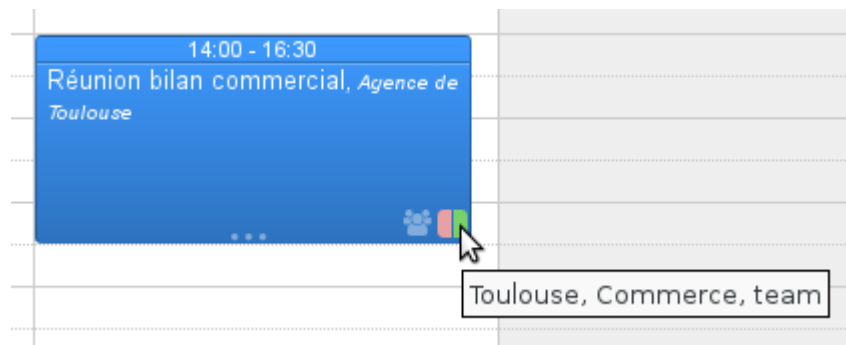 14:00 - 16:30
Réunion bilan commercial, Agence de
Toulouse
Toulouse, Commerce, team